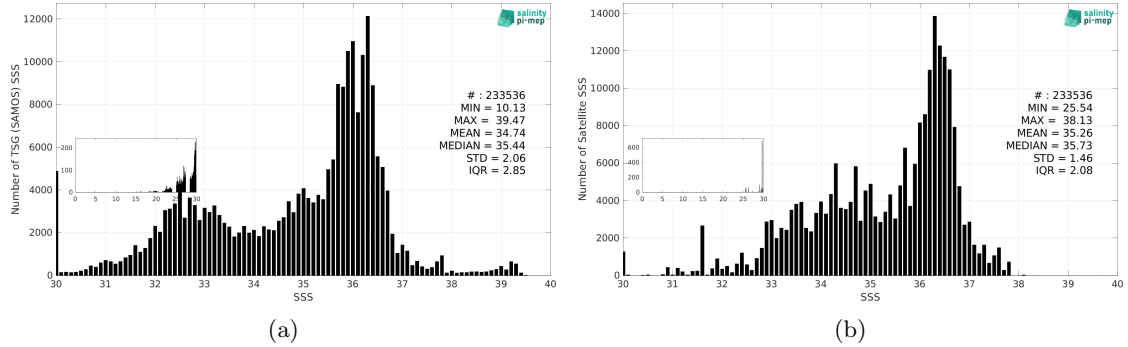 12000
10000
8000
6000
4000
2000
0
Number of TSG (SAMOS) SSS
salinity
pi-mep
# : 233536
MIN = 10.13
MAX = 39.47
MEAN = 34.74
MEDIAN = 35.44
STD = 2.06
IQR = 2.85
200
100
0
0 5 10 15 20 25 30
30 31 32 33 34 35 36 37 38 39 40
SSS
(a)
14000
12000
10000
8000
6000
4000
2000
0
Number of Satellite SSS
salinity
pi-mep
# : 233536
MIN = 25.54
MAX = 38.13
MEAN = 35.26
MEDIAN = 35.73
STD = 1.46
IQR = 2.08
600
400
200
0
0 5 10 15 20 25 30
30 31 32 33 34 35 36 37 38 39 40
SSS
(b)